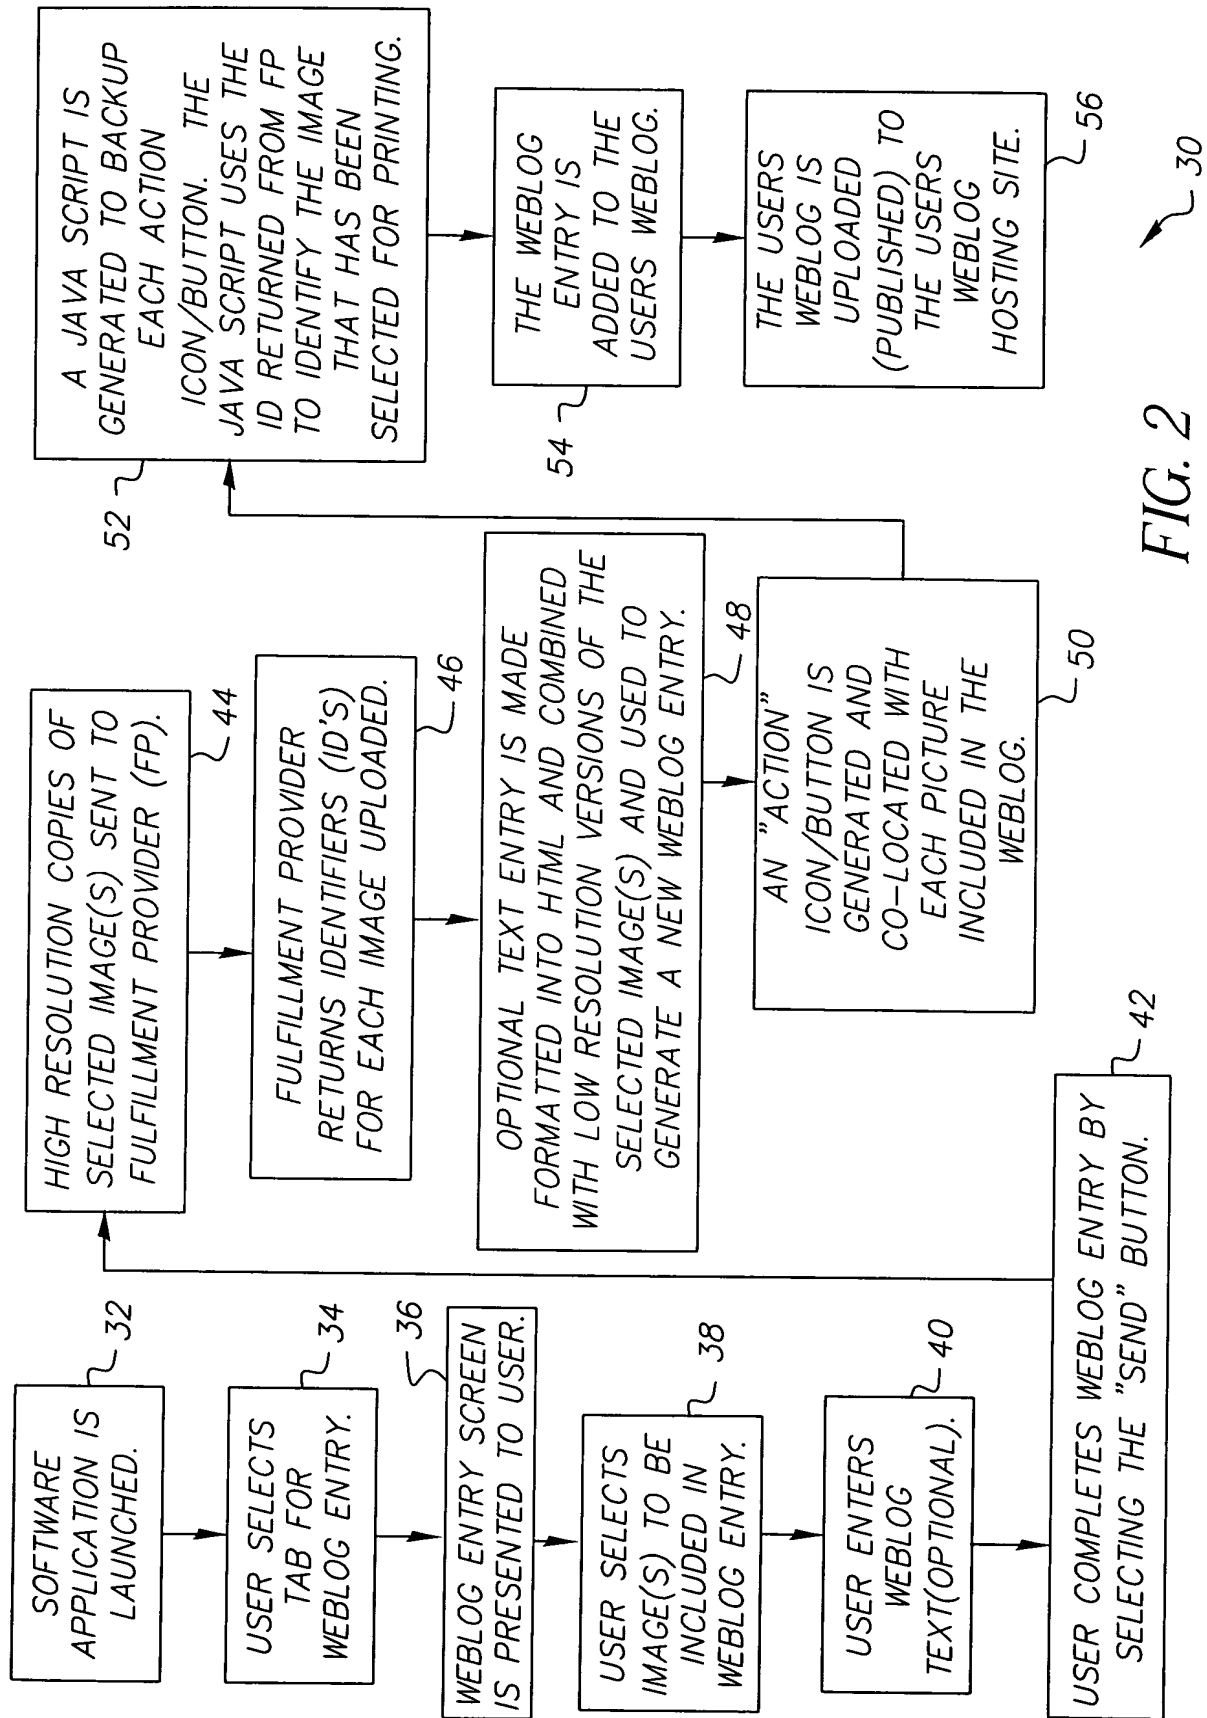 SOFTWARE
APPLICATION IS
LAUNCHED.
32
USER SELECTS
TAB FOR
WEBLOG ENTRY.
34
36
WEBLOG ENTRY SCREEN
IS PRESENTED TO USER.
USER SELECTS
IMAGE(S) TO BE
INCLUDED IN
WEBLOG ENTRY.
38
USER ENTERS
WEBLOG
TEXT(OPTIONAL).
40
USER COMPLETES WEBLOG ENTRY BY
SELECTING THE "SEND" BUTTON.
42
HIGH RESOLUTION COPIES OF
SELECTED IMAGE(S) SENT TO
FULFILLMENT PROVIDER (FP).
44
FULFILLMENT PROVIDER
RETURNS IDENTIFIERS (ID'S)
FOR EACH IMAGE UPLOADED.
46
OPTIONAL TEXT ENTRY IS MADE
FORMATTED INTO HTML AND COMBINED
WITH LOW RESOLUTION VERSIONS OF THE
SELECTED IMAGE(S) AND USED TO
GENERATE A NEW WEBLOG ENTRY.
48
AN "ACTION"
ICON/BUTTON IS
GENERATED AND
CO-LOCATED WITH
EACH PICTURE
INCLUDED IN THE
WEBLOG.
50
A JAVA SCRIPT IS
GENERATED TO BACKUP
EACH ACTION
ICON/BUTTON. THE
JAVA SCRIPT USES THE
ID RETURNED FROM FP
TO IDENTIFY THE IMAGE
THAT HAS BEEN
SELECTED FOR PRINTING.
52
THE WEBLOG
ENTRY IS
ADDED TO THE
USERS WEBLOG.
54
THE USERS
WEBLOG IS
UPLOADED
(PUBLISHED) TO
THE USERS
WEBLOG
HOSTING SITE.
56
30
FIG. 2